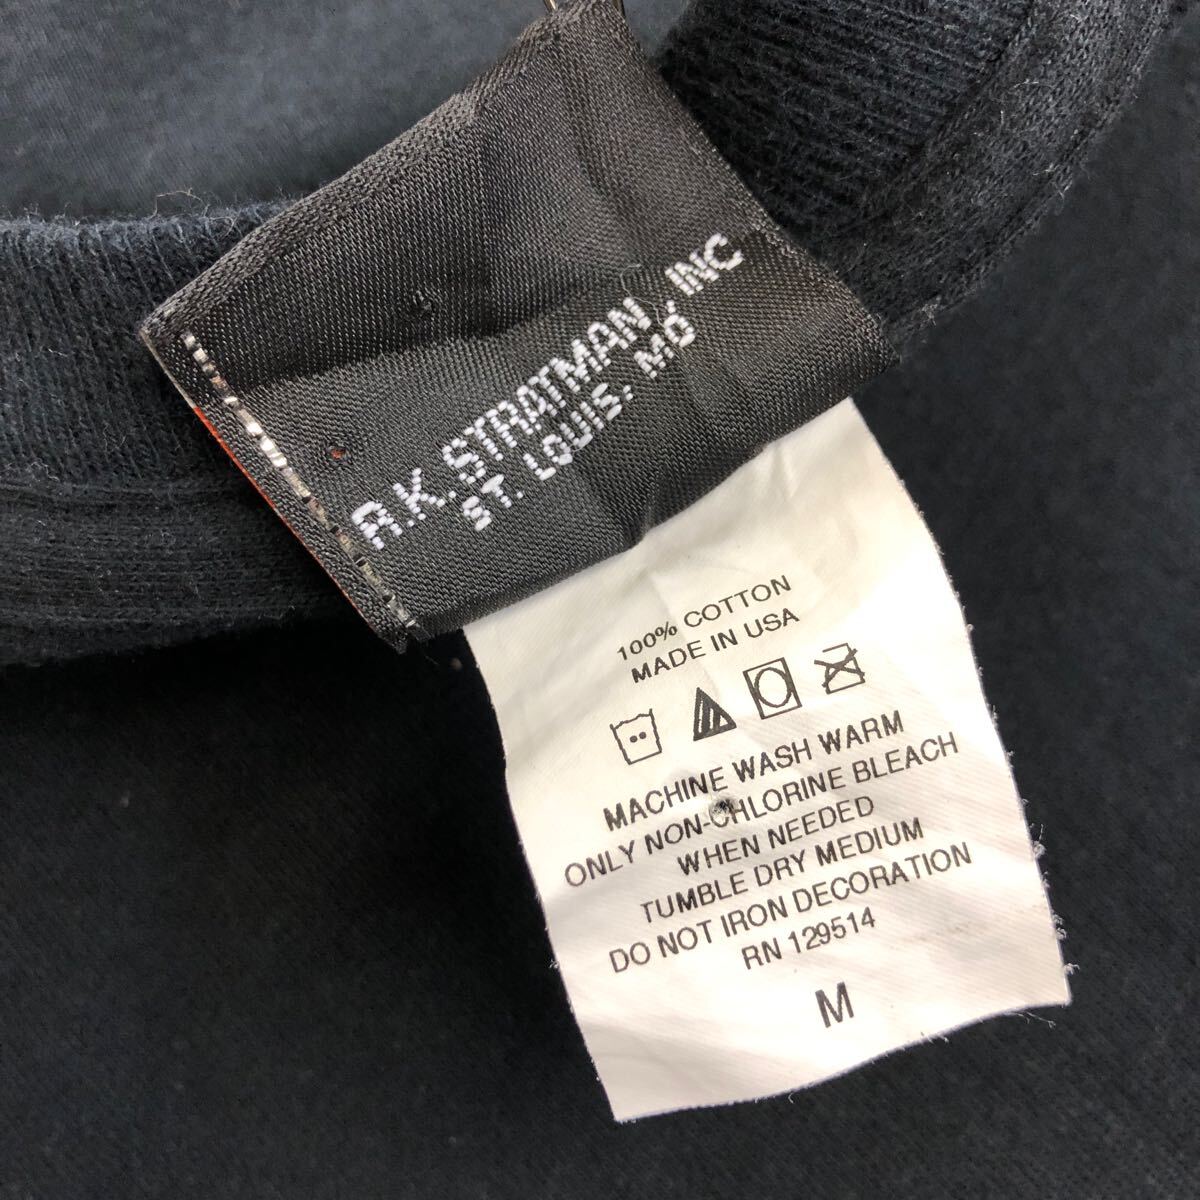 R.K. STRATMAN, INC
ST. LOUIS, MO
100% COTTON
MADE IN USA
MACHINE WASH WARM
ONLY NON-CHLORINE BLEACH
WHEN NEEDED
TUMBLE DRY MEDIUM
DO NOT IRON DECORATION
RN 129514
M